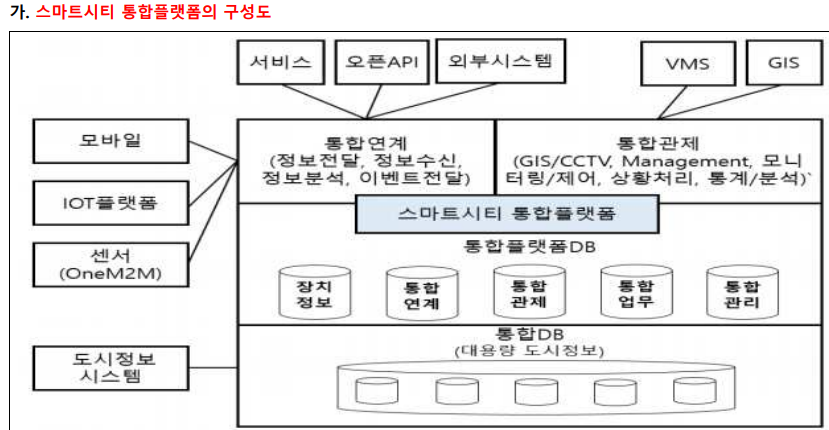 가. 스마트시티 통합플랫폼의 구성도
서비스
오픈API
외부시스템
VMS
GIS
모바일
IOT플랫폼
센서
(OneM2M)
도시정보
시스템
통합연계
(정보전달, 정보수신,
정보분석, 이벤트전달)
통합관제
(GIS/CCTV, Management, 모니
터링/제어, 상황처리, 통계/분석)`
스마트시티 통합플랫폼
통합플랫폼DB
장치
정보
통합
연계
통합
관제
통합
업무
통합
관리
통합DB
(대용량 도시정보)